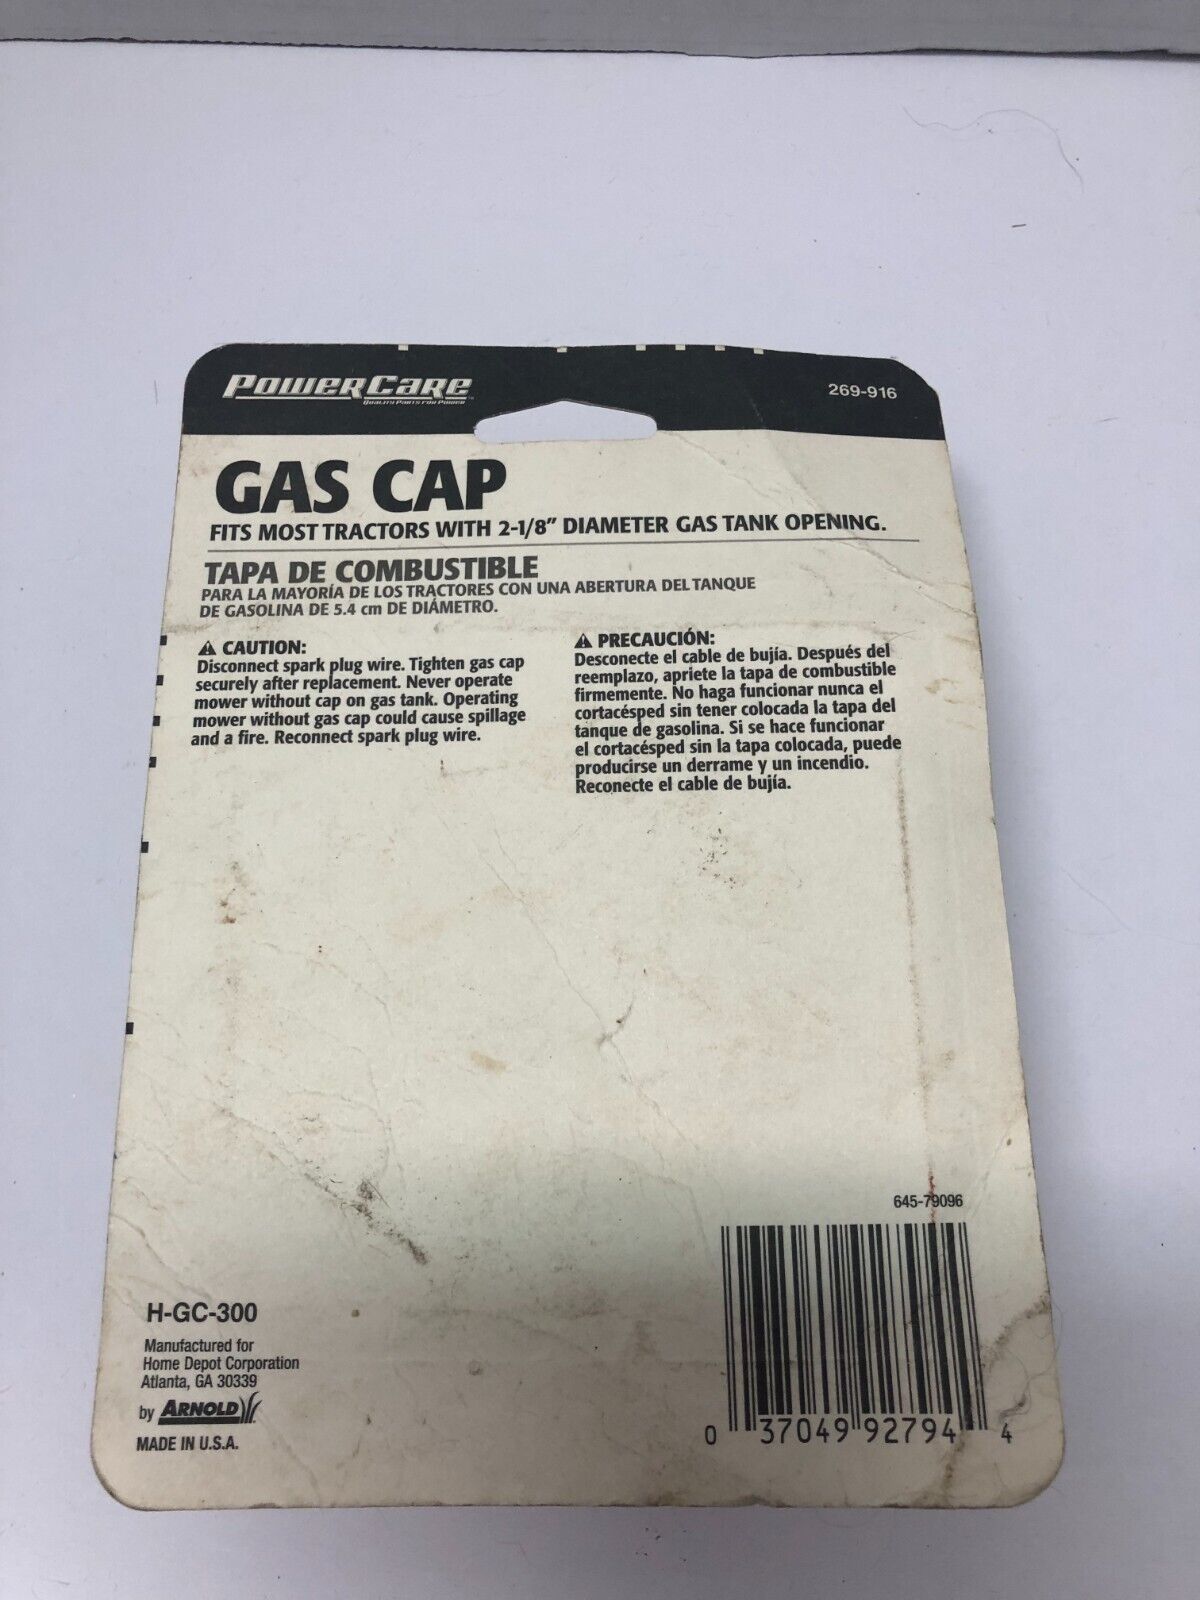 PowerCare™
Quality Parts for Power
269-916
GAS CAP
FITS MOST TRACTORS WITH 2-1/8" DIAMETER GAS TANK OPENING.
TAPA DE COMBUSTIBLE
PARA LA MAYORÍA DE LOS TRACTORES CON UNA ABERTURA DEL TANQUE
DE GASOLINA DE 5.4 cm DE DIÁMETRO.
⚠ CAUTION:
Disconnect spark plug wire. Tighten gas cap
securely after replacement. Never operate
mower without cap on gas tank. Operating
mower without gas cap could cause spillage
and a fire. Reconnect spark plug wire.
⚠ PRECAUCIÓN:
Desconecte el cable de bujía. Después del
reemplazo, apriete la tapa de combustible
firmemente. No haga funcionar nunca el
cortacésped sin tener colocada la tapa del
tanque de gasolina. Si se hace funcionar
el cortacésped sin la tapa colocada, puede
producirse un derrame y un incendio.
Reconecte el cable de bujía.
645-79096
H-GC-300
Manufactured for
Home Depot Corporation
Atlanta, GA 30339
by ARNOLD
MADE IN U.S.A.
0 37049 92794 4